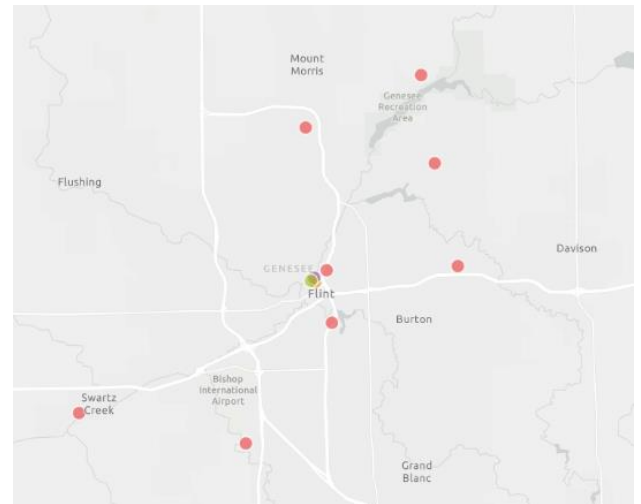 Mount
Morris
Genesee
Recreation
Area
Flushing
Davison
GENESEE
Flint
Burton
Bishop
International
Airport
Swartz
Creek
Grand
Blanc